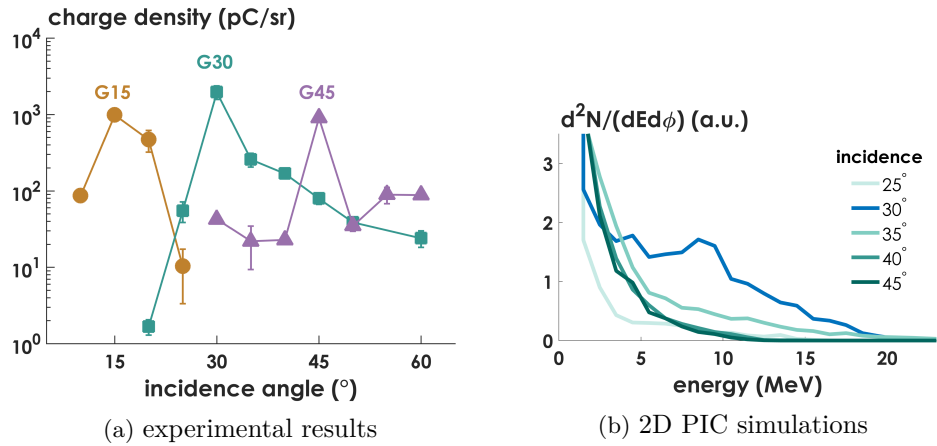 charge density (pC/sr)
10⁴
10³
10²
10¹
10⁰
G15
G30
G45
15
30
45
60
incidence angle (°)
(a) experimental results
d²N/(dEdϕ) (a.u.)
3
2
1
0
0
5
10
15
20
energy (MeV)
incidence
25°
30°
35°
40°
45°
(b) 2D PIC simulations